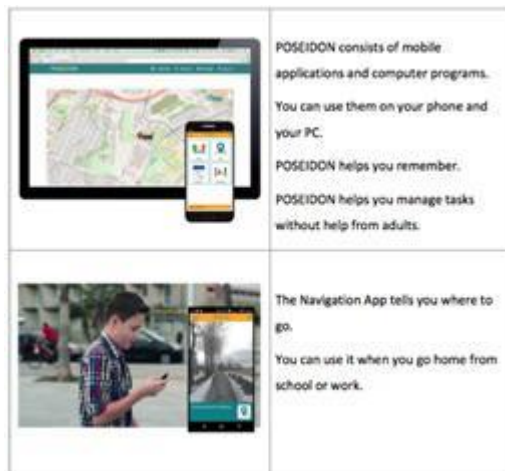 POSEIDON
POSEIDON consists of mobile
applications and computer programs.
You can use them on your phone and
your PC.
POSEIDON helps you remember.
POSEIDON helps you manage tasks
without help from adults.
The Navigation App tells you where to
go.
You can use it when you go home from
school or work.